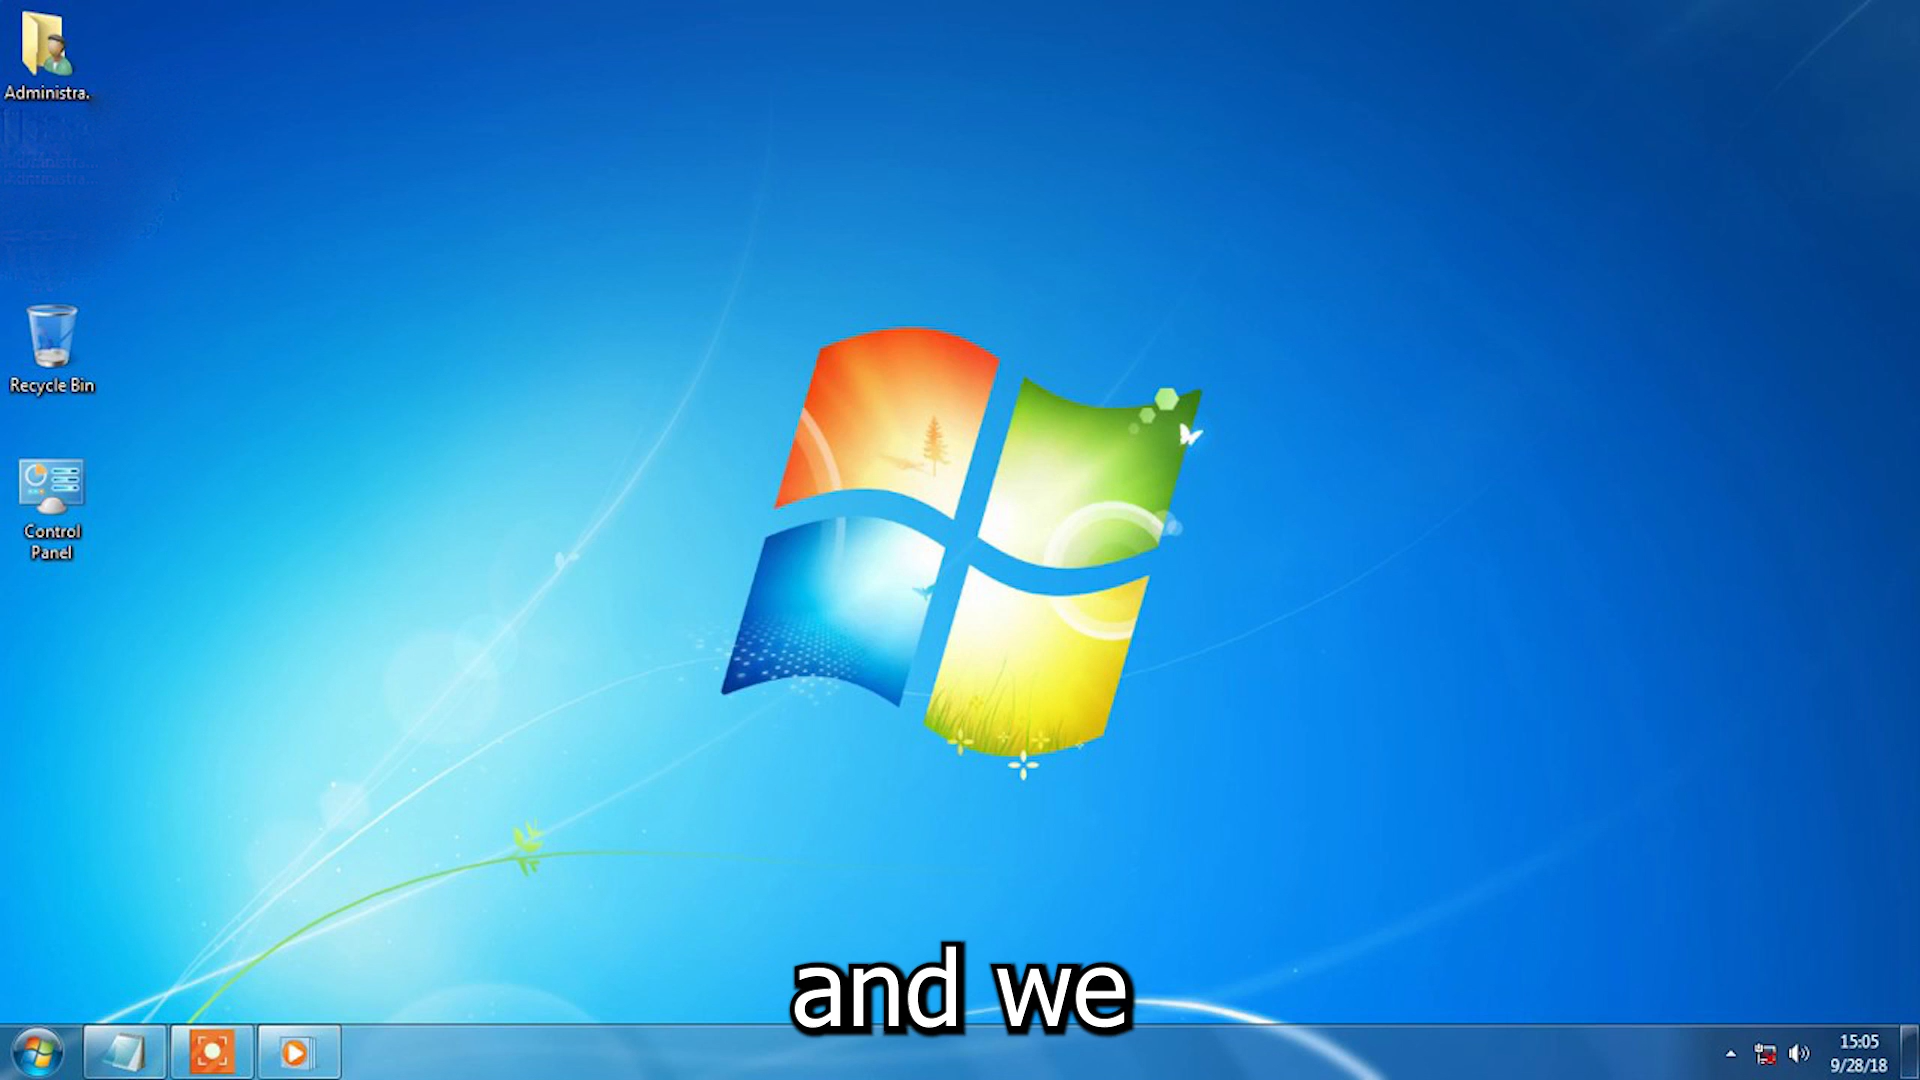 Administra.
Recycle Bin
Control
Panel
and we
15:05
9/28/18